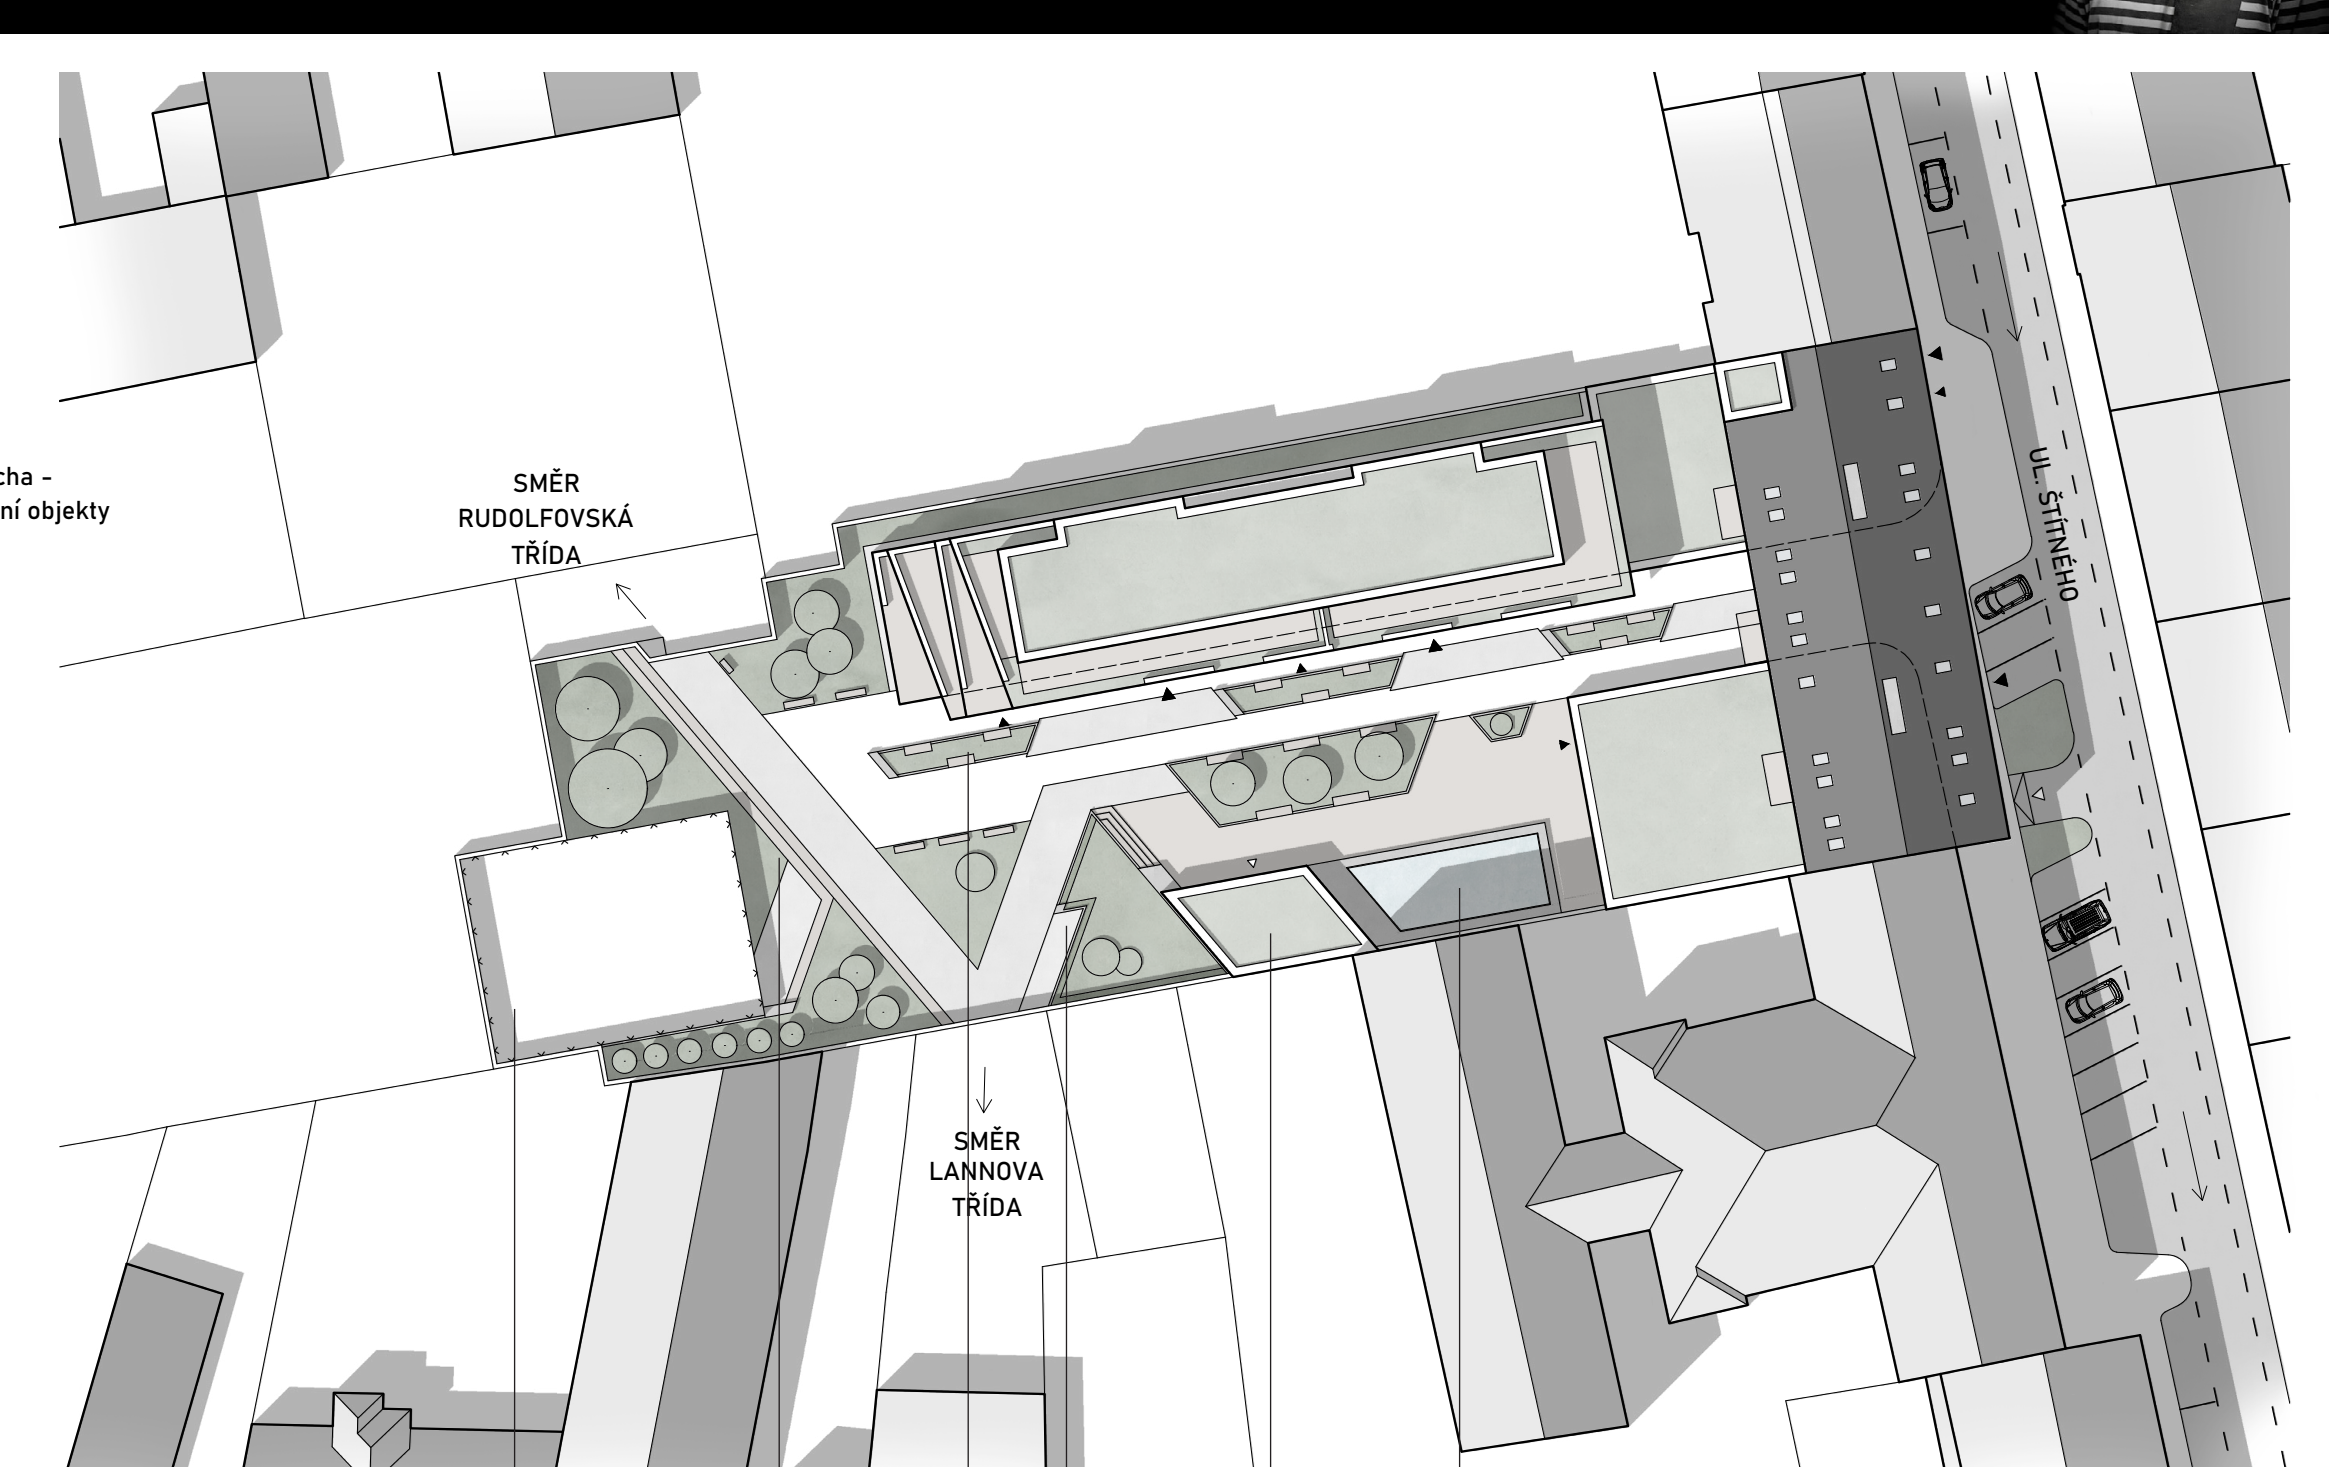 cha -
ní objekty
SMĚR
RUDOLFOVSKÁ
TŘÍDA
UL. ŠTÍTNÉHO
SMĚR
LANNOVA
TŘÍDA